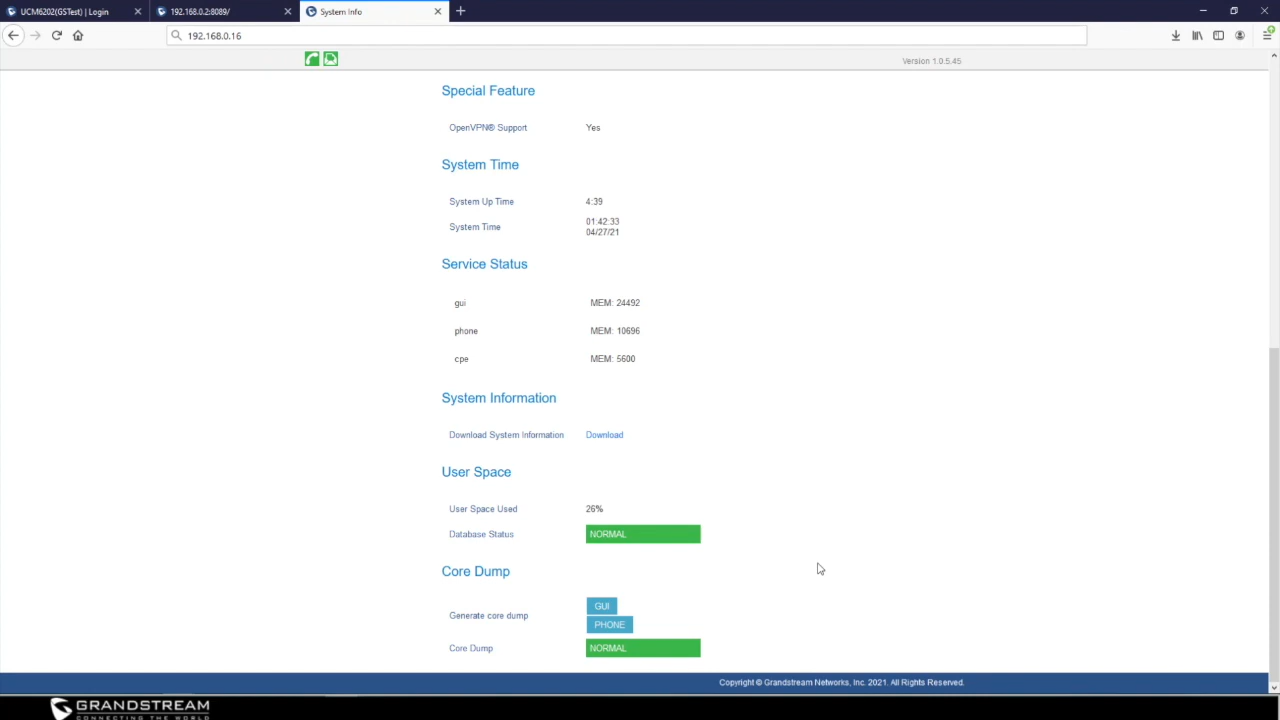 UCM6202(GSTest) | Login
192.168.0.2:8089/
System Info
192.168.0.16
Version 1.0.5.45
Special Feature
OpenVPN® Support Yes
System Time
System Up Time 4:39
System Time 01:42:33
04/27/21
Service Status
gui MEM: 24492
phone MEM: 10696
cpe MEM: 5600
System Information
Download System Information Download
User Space
User Space Used 26%
Database Status NORMAL
Core Dump
Generate core dump GUI
PHONE
Core Dump NORMAL
Copyright © Grandstream Networks, Inc. 2021. All Rights Reserved.
GRANDSTREAM
CONNECTING THE WORLD